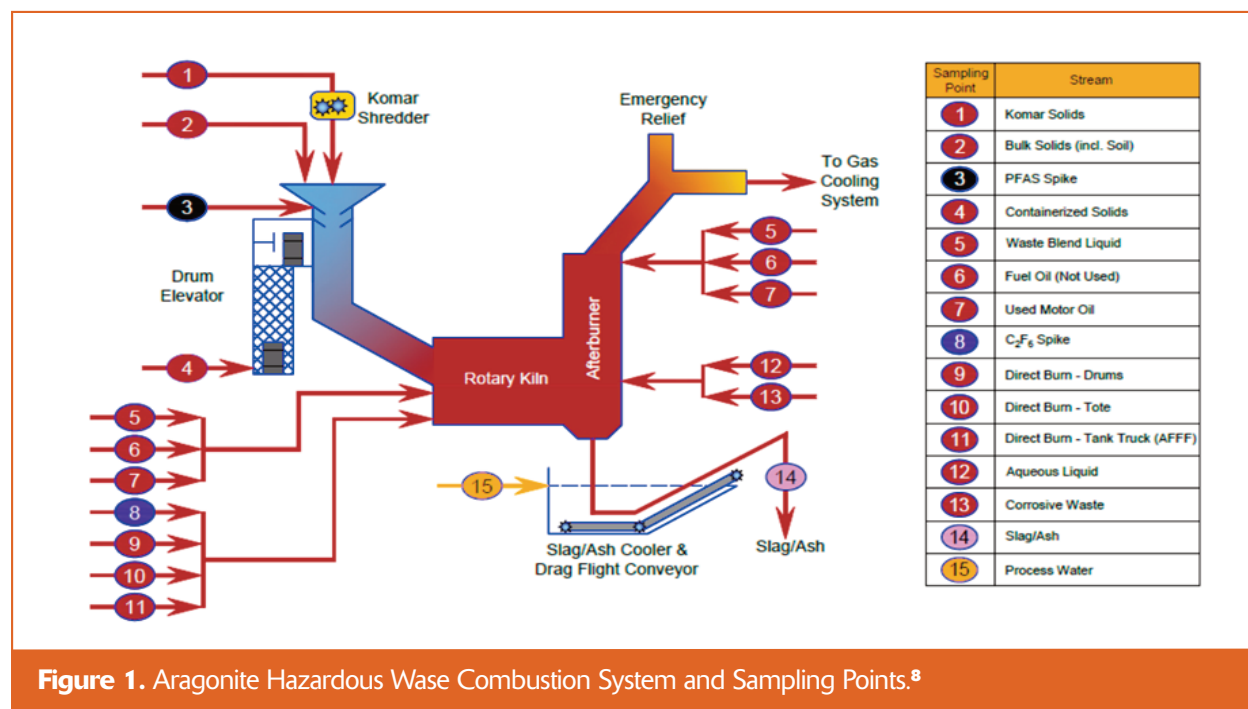 1
Komar
Shredder
2
3
Drum
Elevator
4
5
6
7
8
9
10
11
Rotary Kiln
Afterburner
Emergency
Relief
To Gas
Cooling
System
5
6
7
12
13
15
14
Slag/Ash Cooler &
Drag Flight Conveyor
Slag/Ash
Sampling
Point
Stream
1 Komar Solids
2 Bulk Solids (incl. Soil)
3 PFAS Spike
4 Containerized Solids
5 Waste Blend Liquid
6 Fuel Oil (Not Used)
7 Used Motor Oil
8 C₂F₆ Spike
9 Direct Burn - Drums
10 Direct Burn - Tote
11 Direct Burn - Tank Truck (AFFF)
12 Aqueous Liquid
13 Corrosive Waste
14 Slag/Ash
15 Process Water
Figure 1. Aragonite Hazardous Wase Combustion System and Sampling Points.⁸